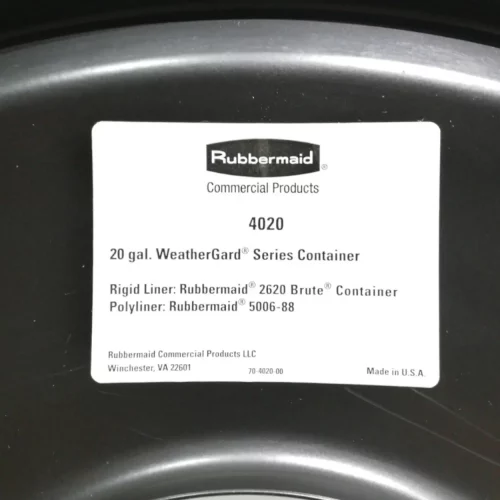 Rubbermaid®
Commercial Products
4020
20 gal. WeatherGard® Series Container
Rigid Liner: Rubbermaid® 2620 Brute® Container
Polyliner: Rubbermaid® 5006-88
Rubbermaid Commercial Products LLC
Winchester, VA 22601 70-4020-00 Made in U.S.A.